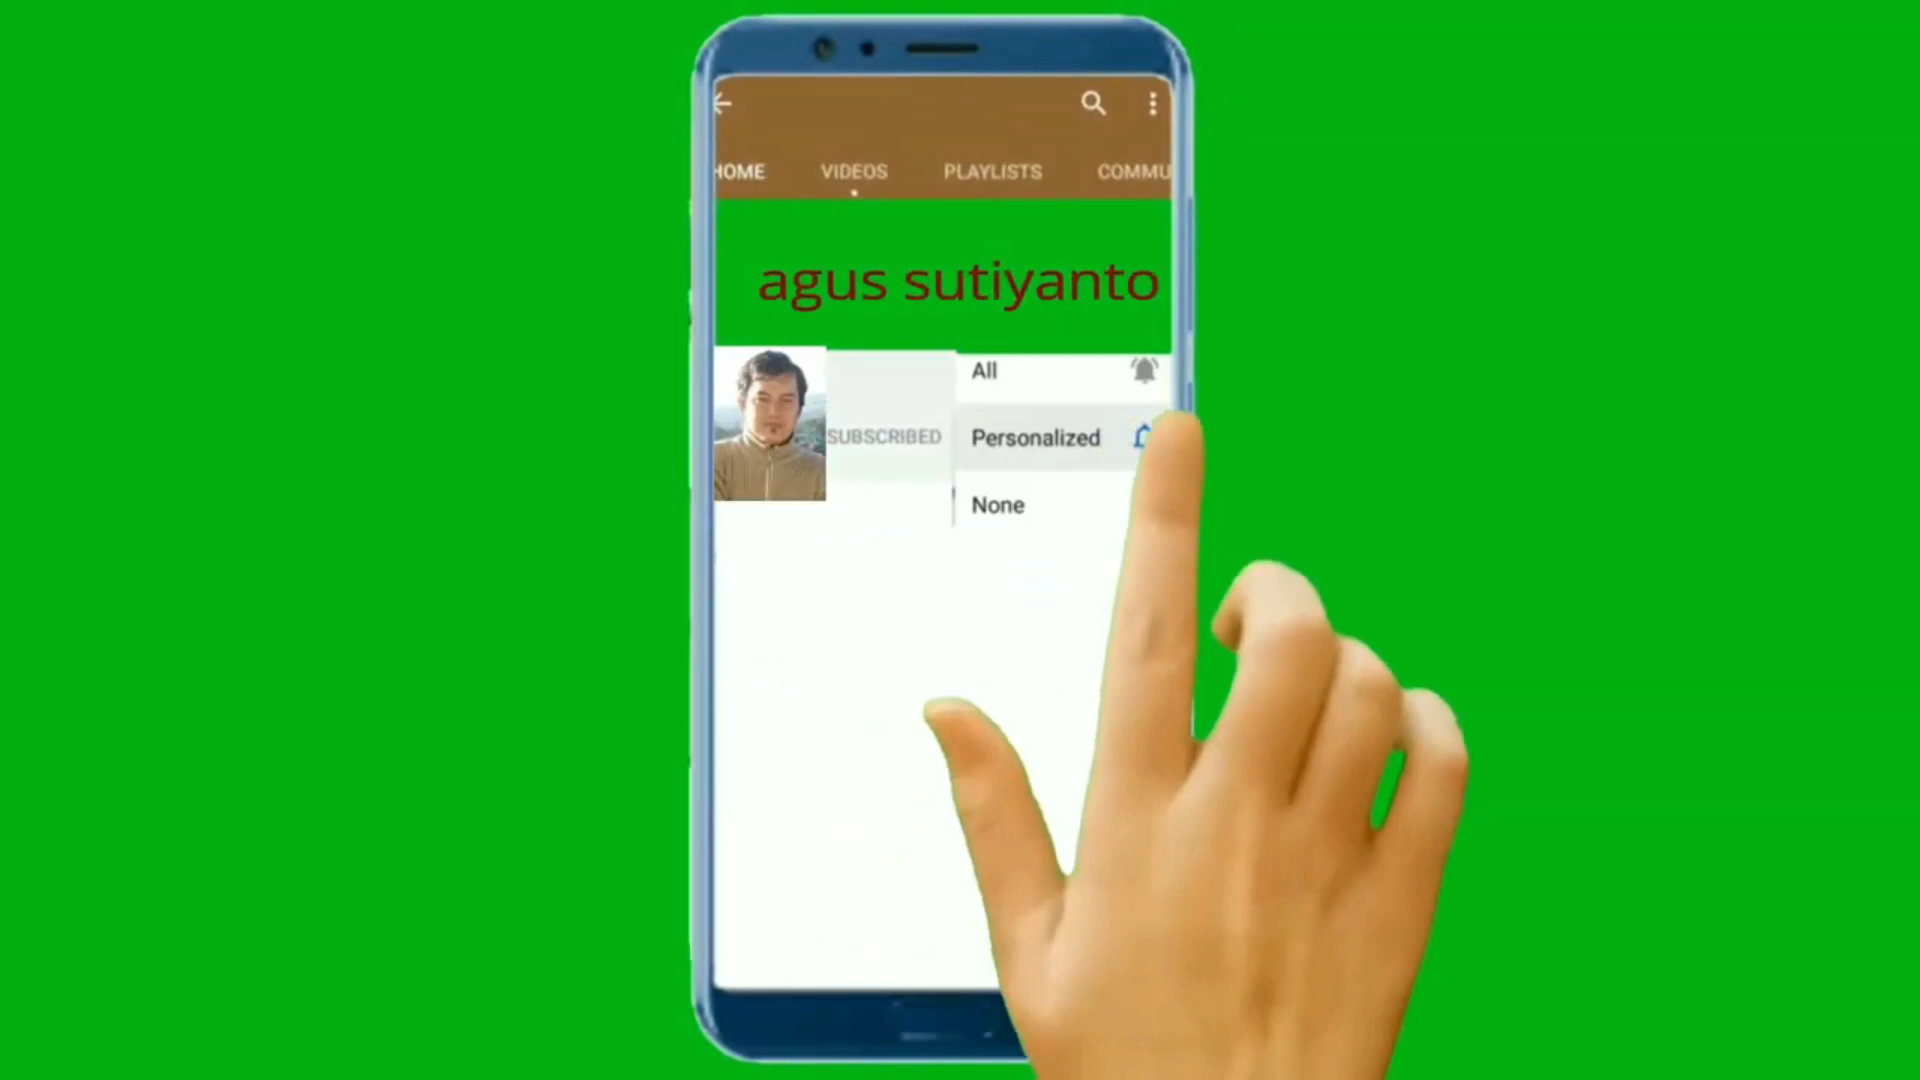 HOME VIDEOS PLAYLISTS COMMU
agus sutiyanto
All
SUBSCRIBED Personalized
None